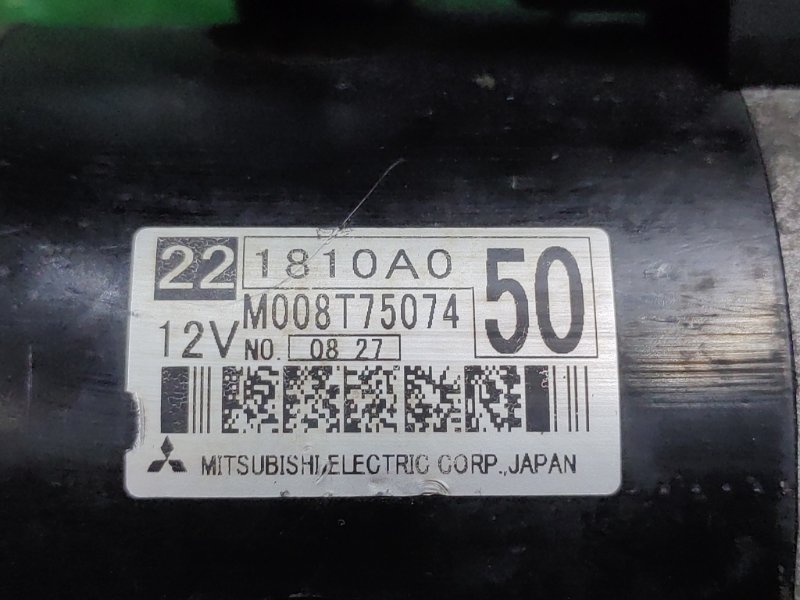 22 1810A0 50
M008T75074
12V NO. 08 27
MITSUBISHI ELECTRIC CORP., JAPAN